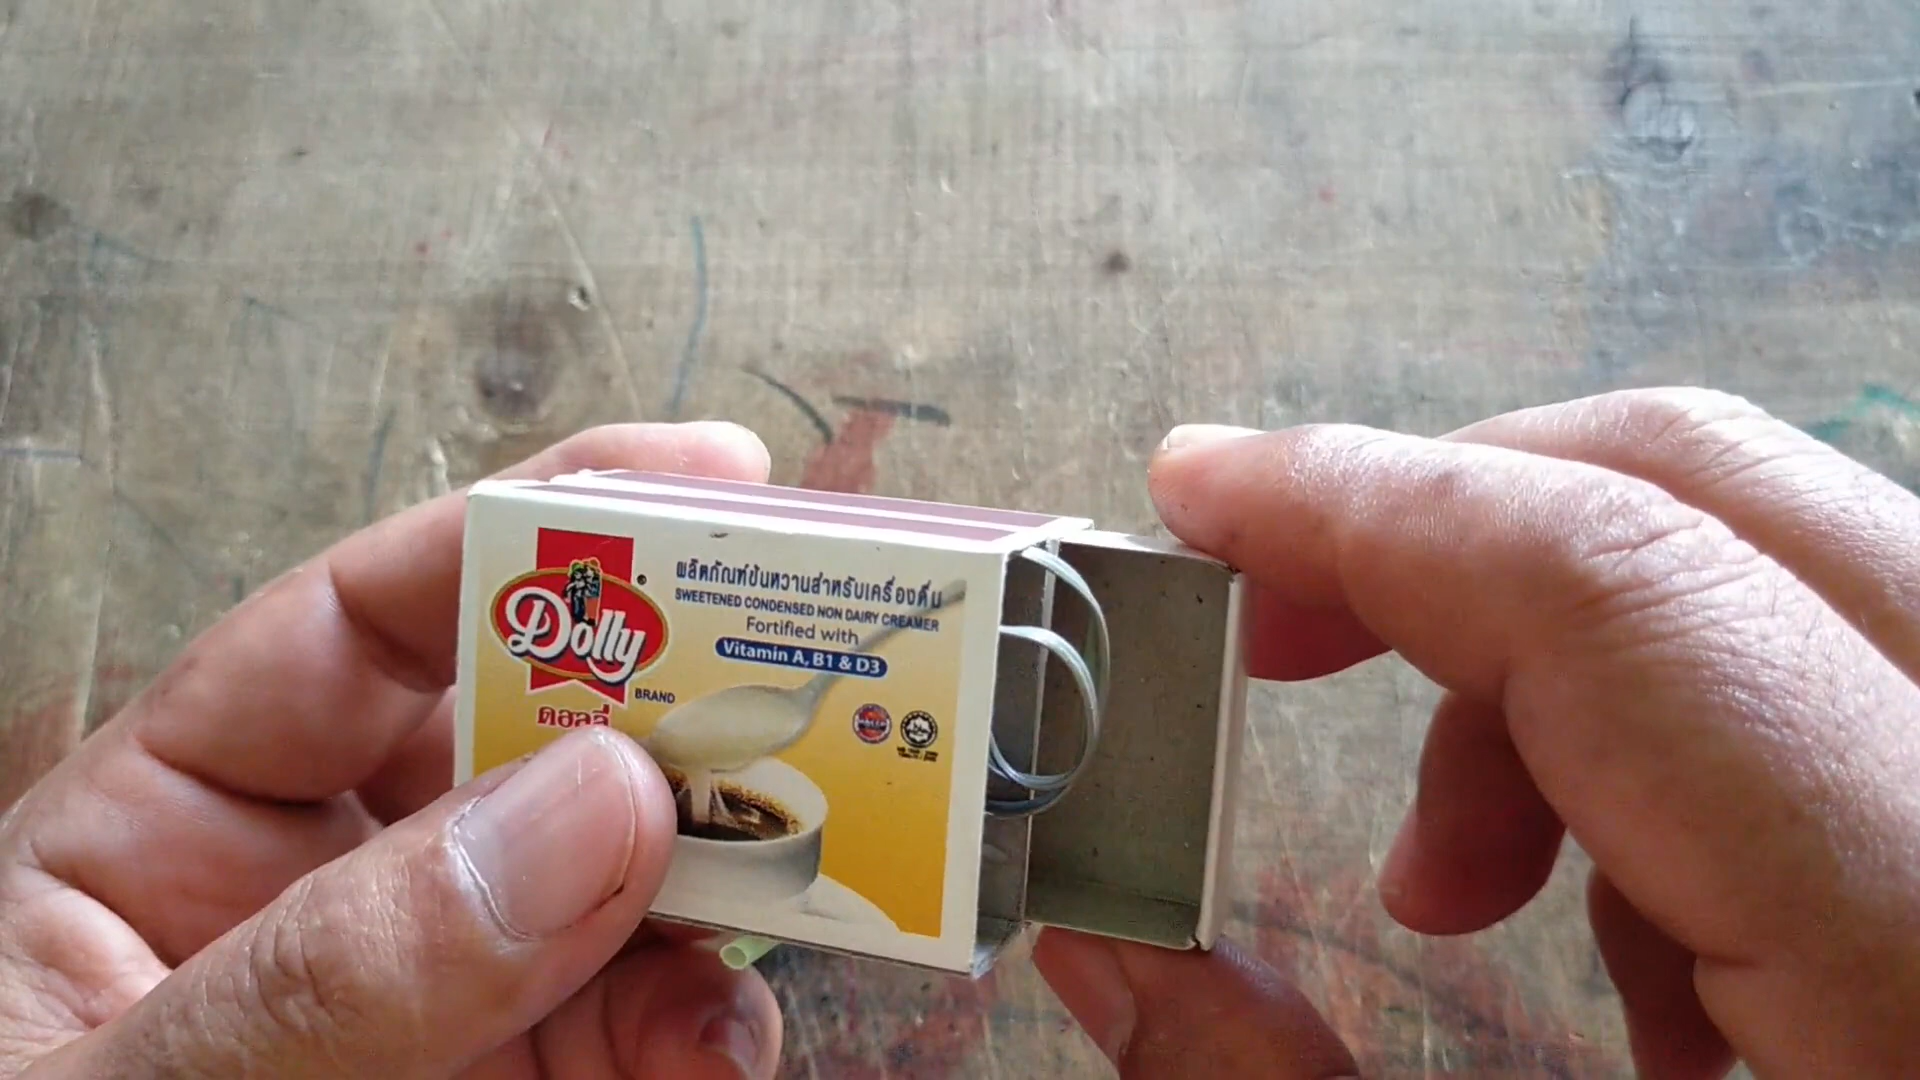 Dolly
BRAND
ดอลลี่
ผลิตภัณฑ์ข้นหวานสำหรับเครื่องดื่ม
SWEETENED CONDENSED NON DAIRY CREAMER
Fortified with
Vitamin A, B1 & D3